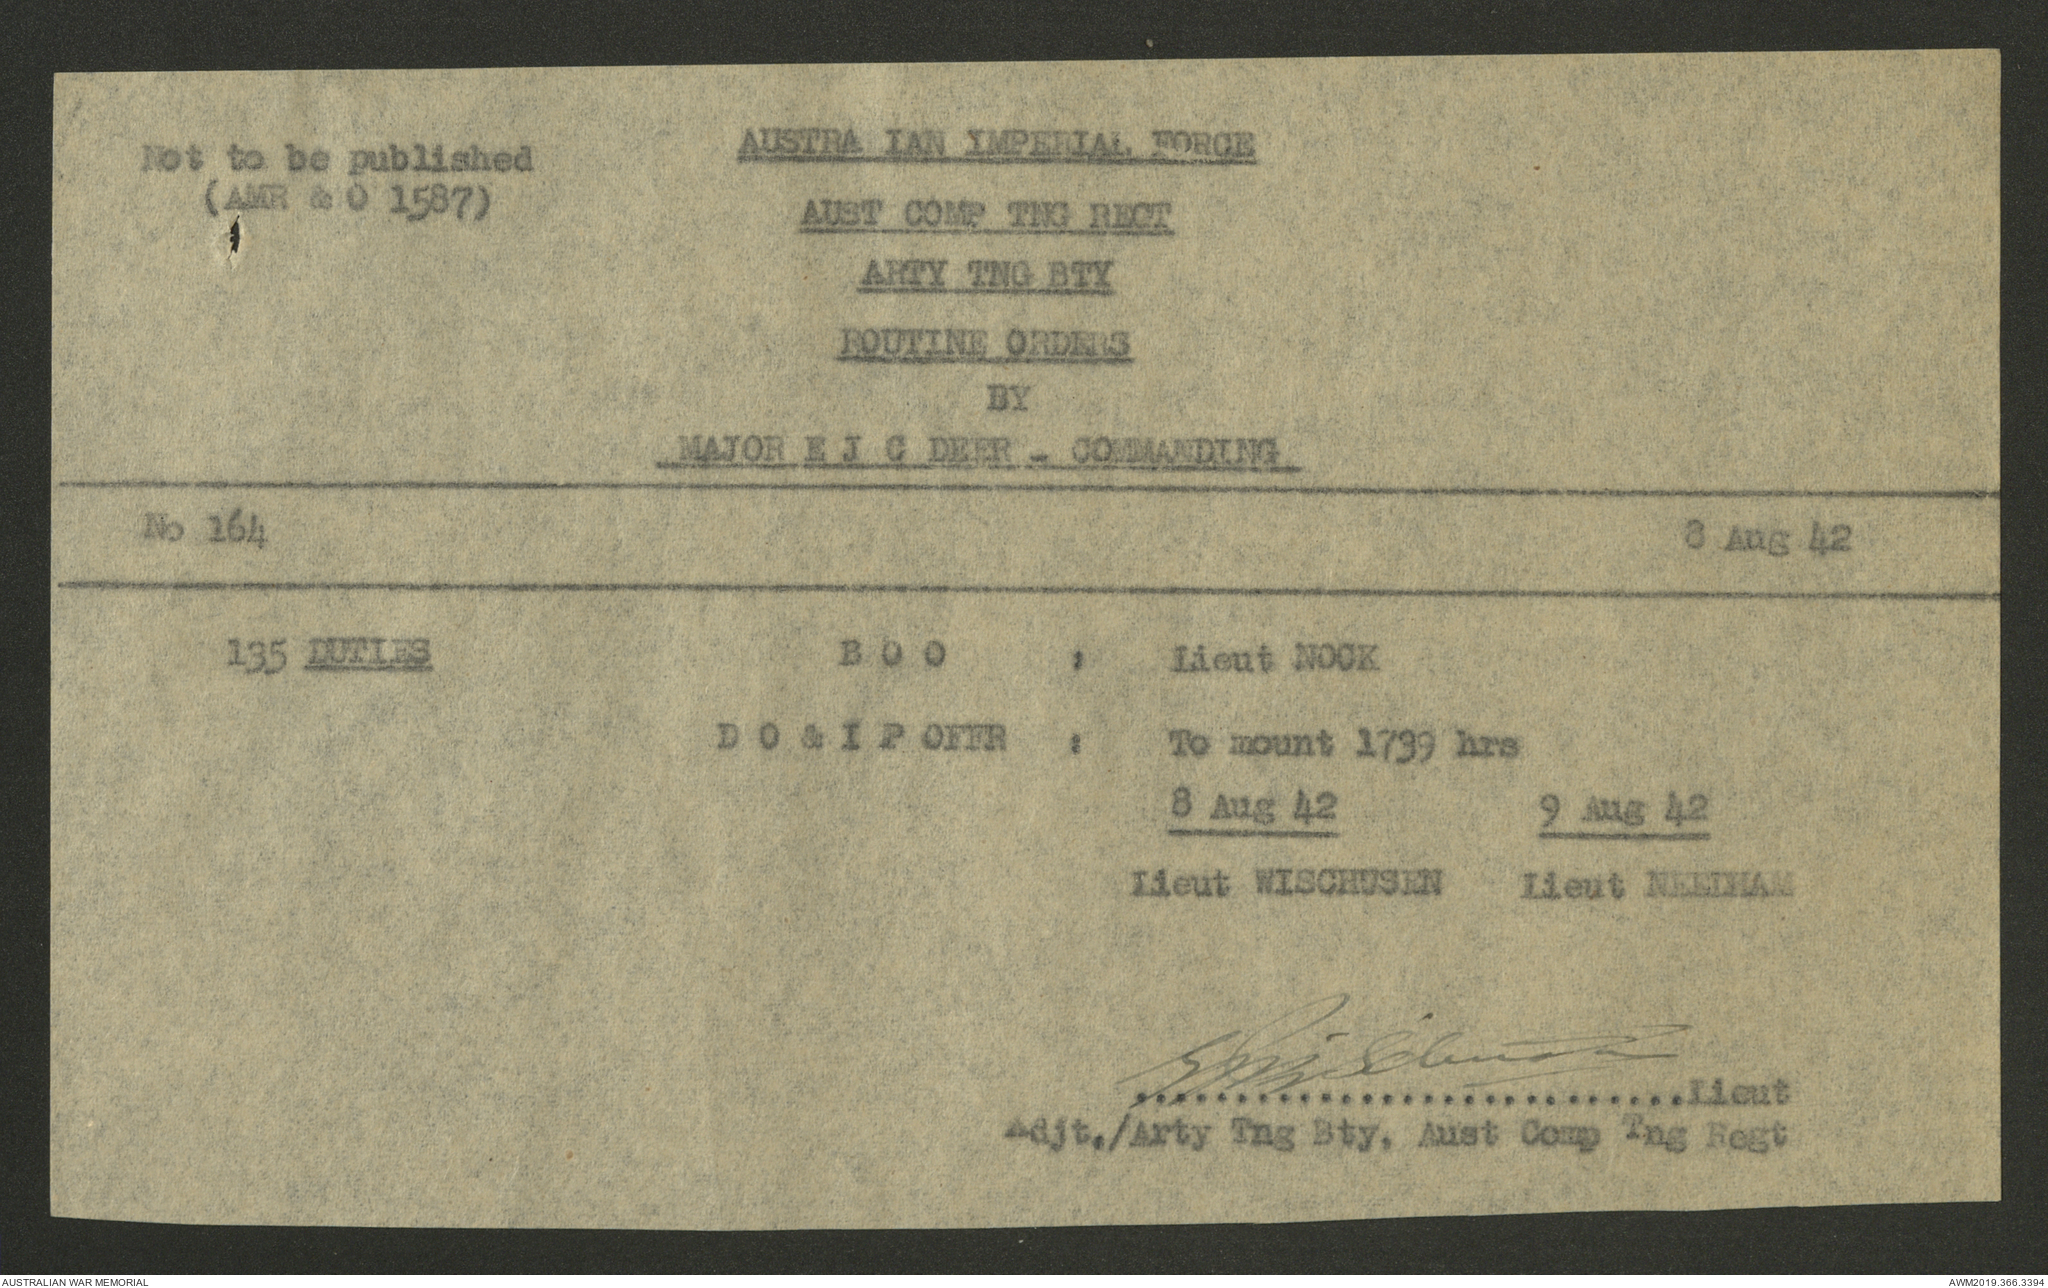 Not to be published
(AMR & O 1587)
AUSTRA IAN IMPERIAL FORCE
AUST COMP TNG REGT
ARTY TNG BTY
ROUTINE ORDERS
BY
MAJOR E J C DEER - COMMANDING
No 164 8 Aug 42
135 DUTIES B O O : Lieut NOCK
D O & I P OFFR : To mount 1739 hrs
8 Aug 42 9 Aug 42
Lieut WISCHUSEN Lieut NEEDHAM
...........................Lieut
Adjt./Arty Tng Bty, Aust Comp Tng Regt
AUSTRALIAN WAR MEMORIAL AWM2019.366.3394